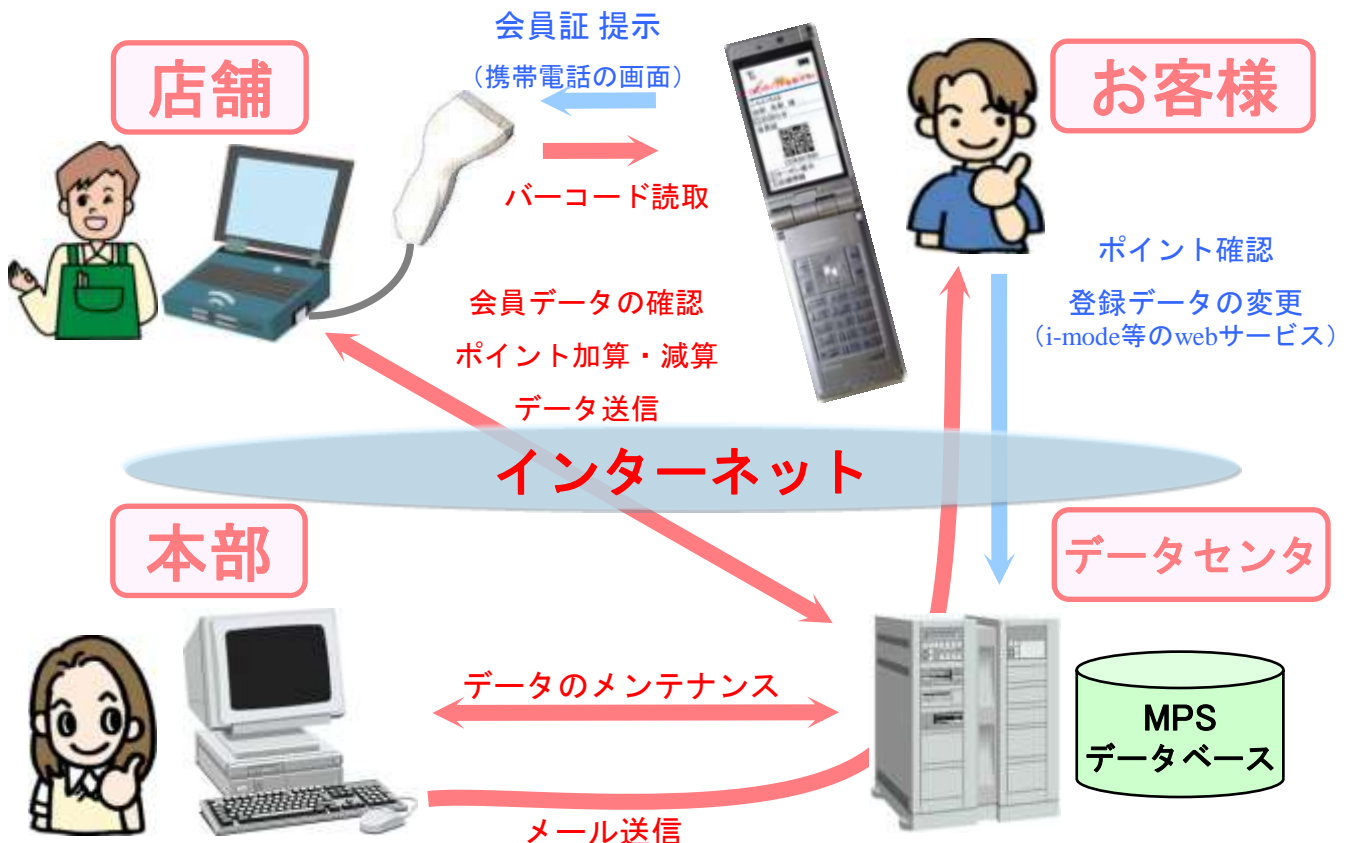 会員証 提示
（携帯電話の画面）
店舗
お客様
バーコード読取
ポイント確認
登録データの変更
（i-mode等のwebサービス）
会員データの確認
ポイント加算・減算
データ送信
インターネット
本部
データセンタ
データのメンテナンス
MPS
データベース
メール送信